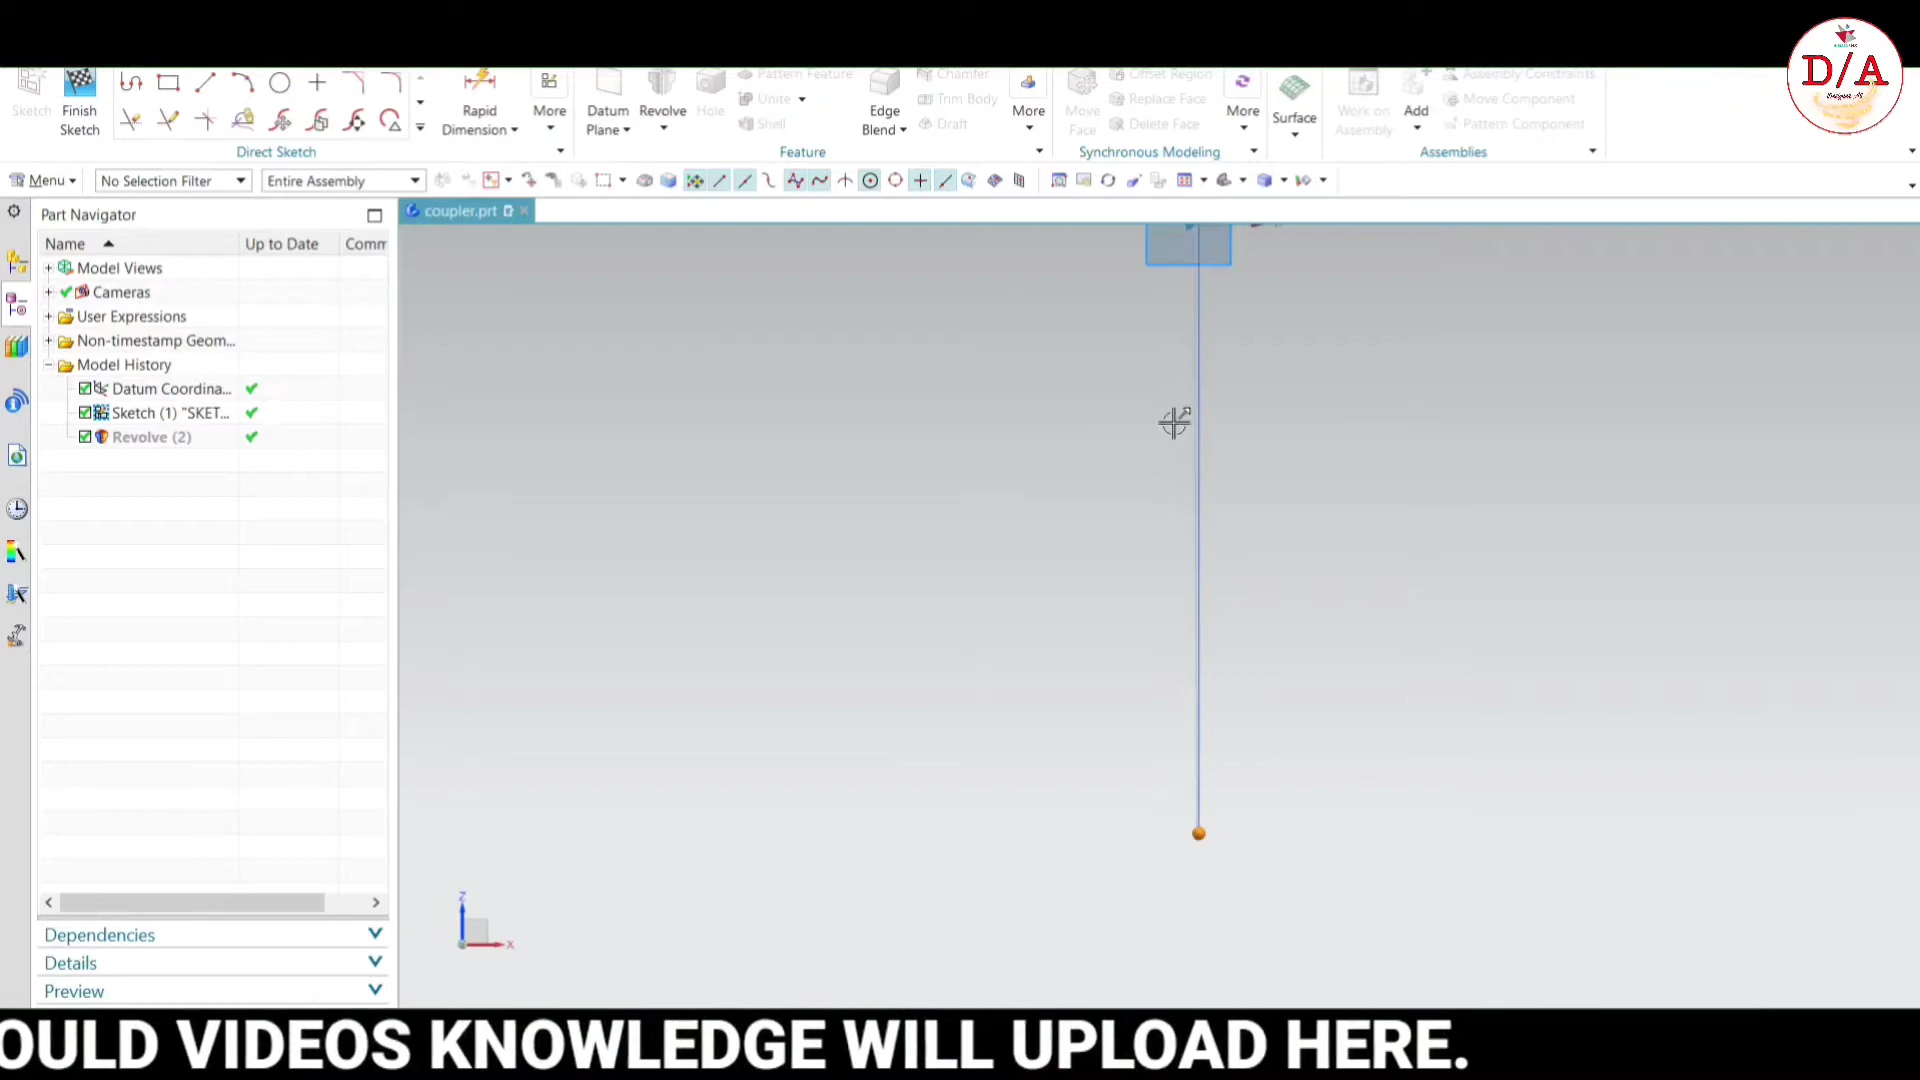 D/A
Sketch
Finish
Sketch
Rapid
Dimension
More
Direct Sketch
Datum
Plane
Revolve
Hole
Pattern Feature
Unite
Shell
Edge
Blend
Chamfer
Trim Body
Draft
More
Feature
Move
Face
Offset Region
Replace Face
Delete Face
More
Synchronous Modeling
Surface
Work on
Assembly
Add
Assembly Constraints
Move Component
Pattern Component
Assemblies
Menu
No Selection Filter
Entire Assembly
Part Navigator
coupler.prt
Name Up to Date Comm
Model Views
Cameras
User Expressions
Non-timestamp Geom...
Model History
Datum Coordina...
Sketch (1) "SKET...
Revolve (2)
Dependencies
Details
Preview
Z
X
OULD VIDEOS KNOWLEDGE WILL UPLOAD HERE.